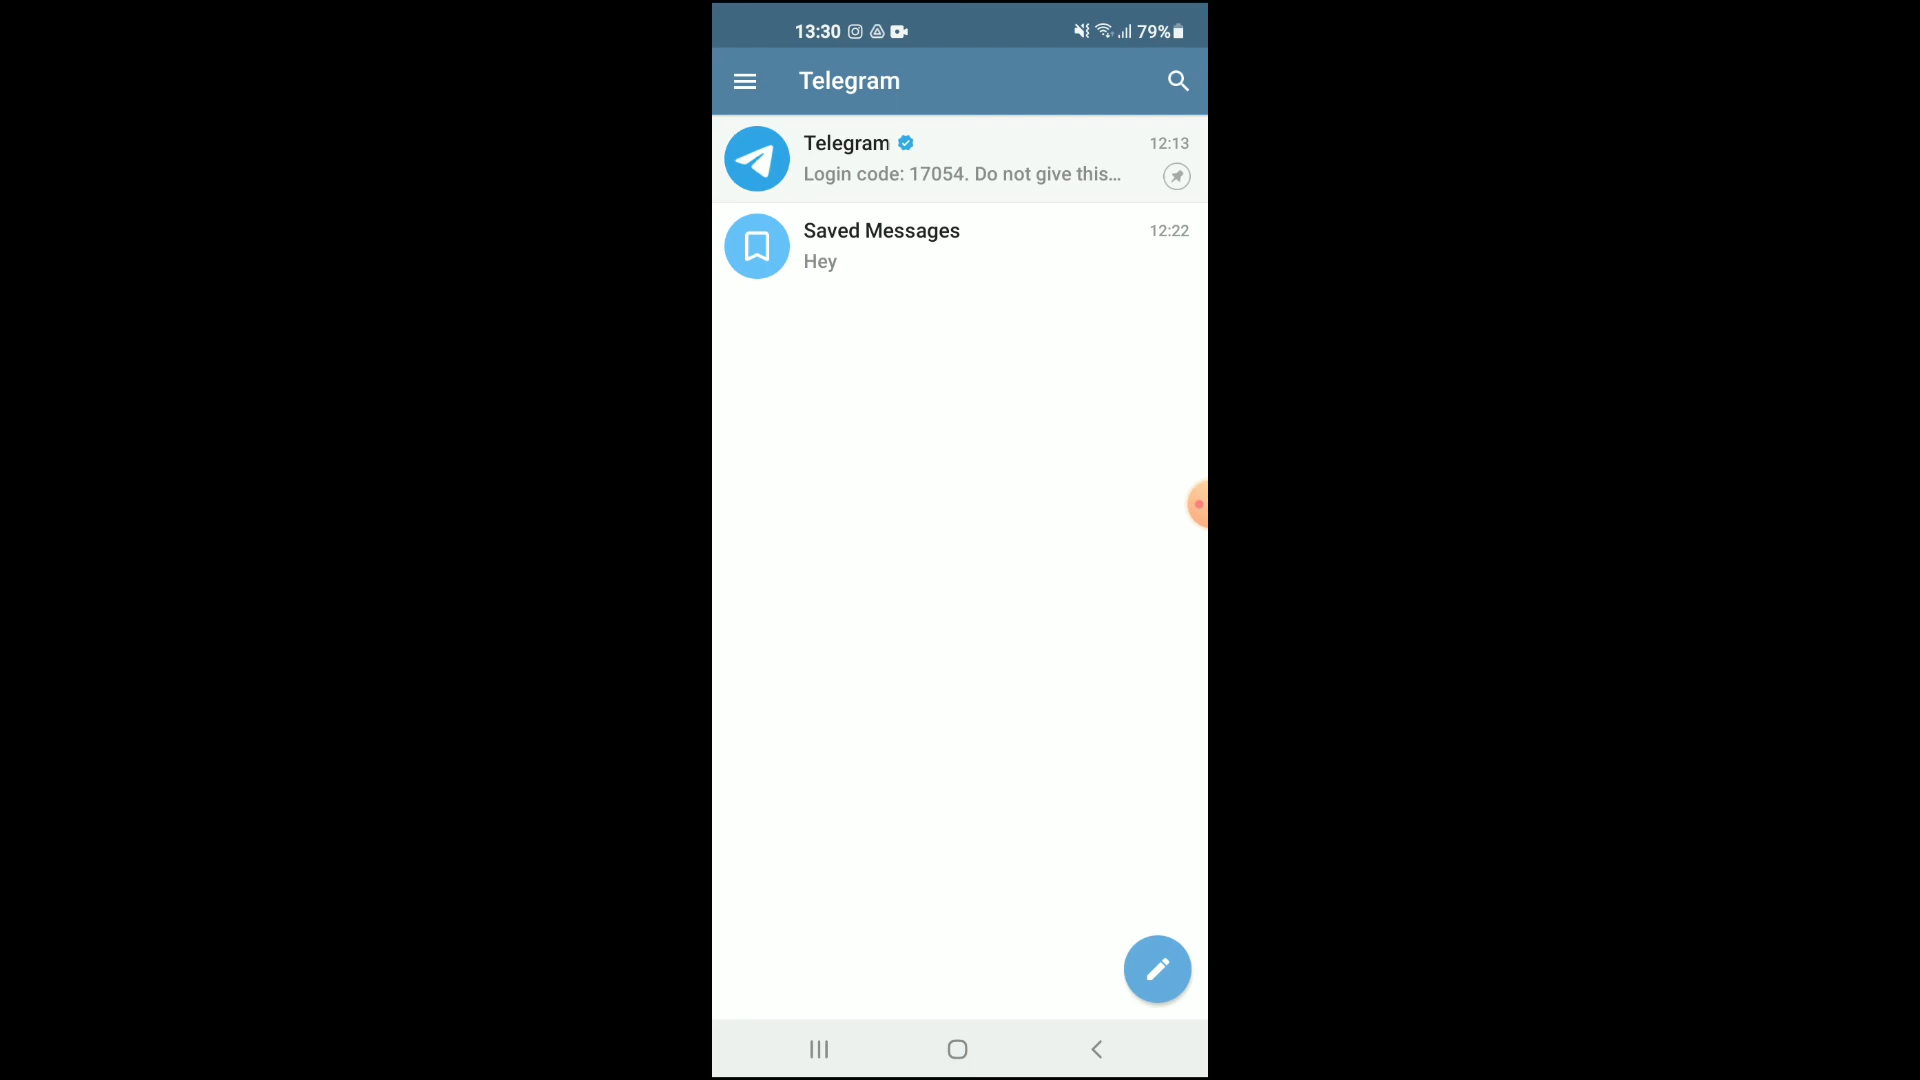 13:30 79%
Telegram
Telegram 12:13
Login code: 17054. Do not give this...
Saved Messages 12:22
Hey